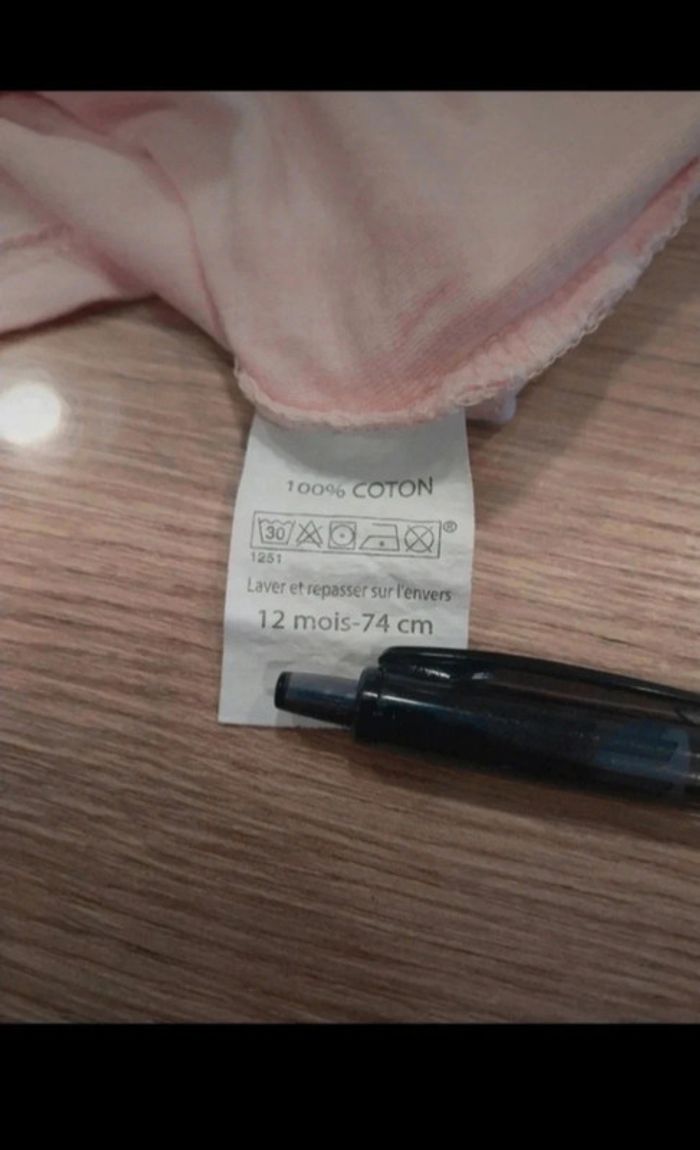 100% COTON
30 ®
1251
Laver et repasser sur l'envers
12 mois-74 cm